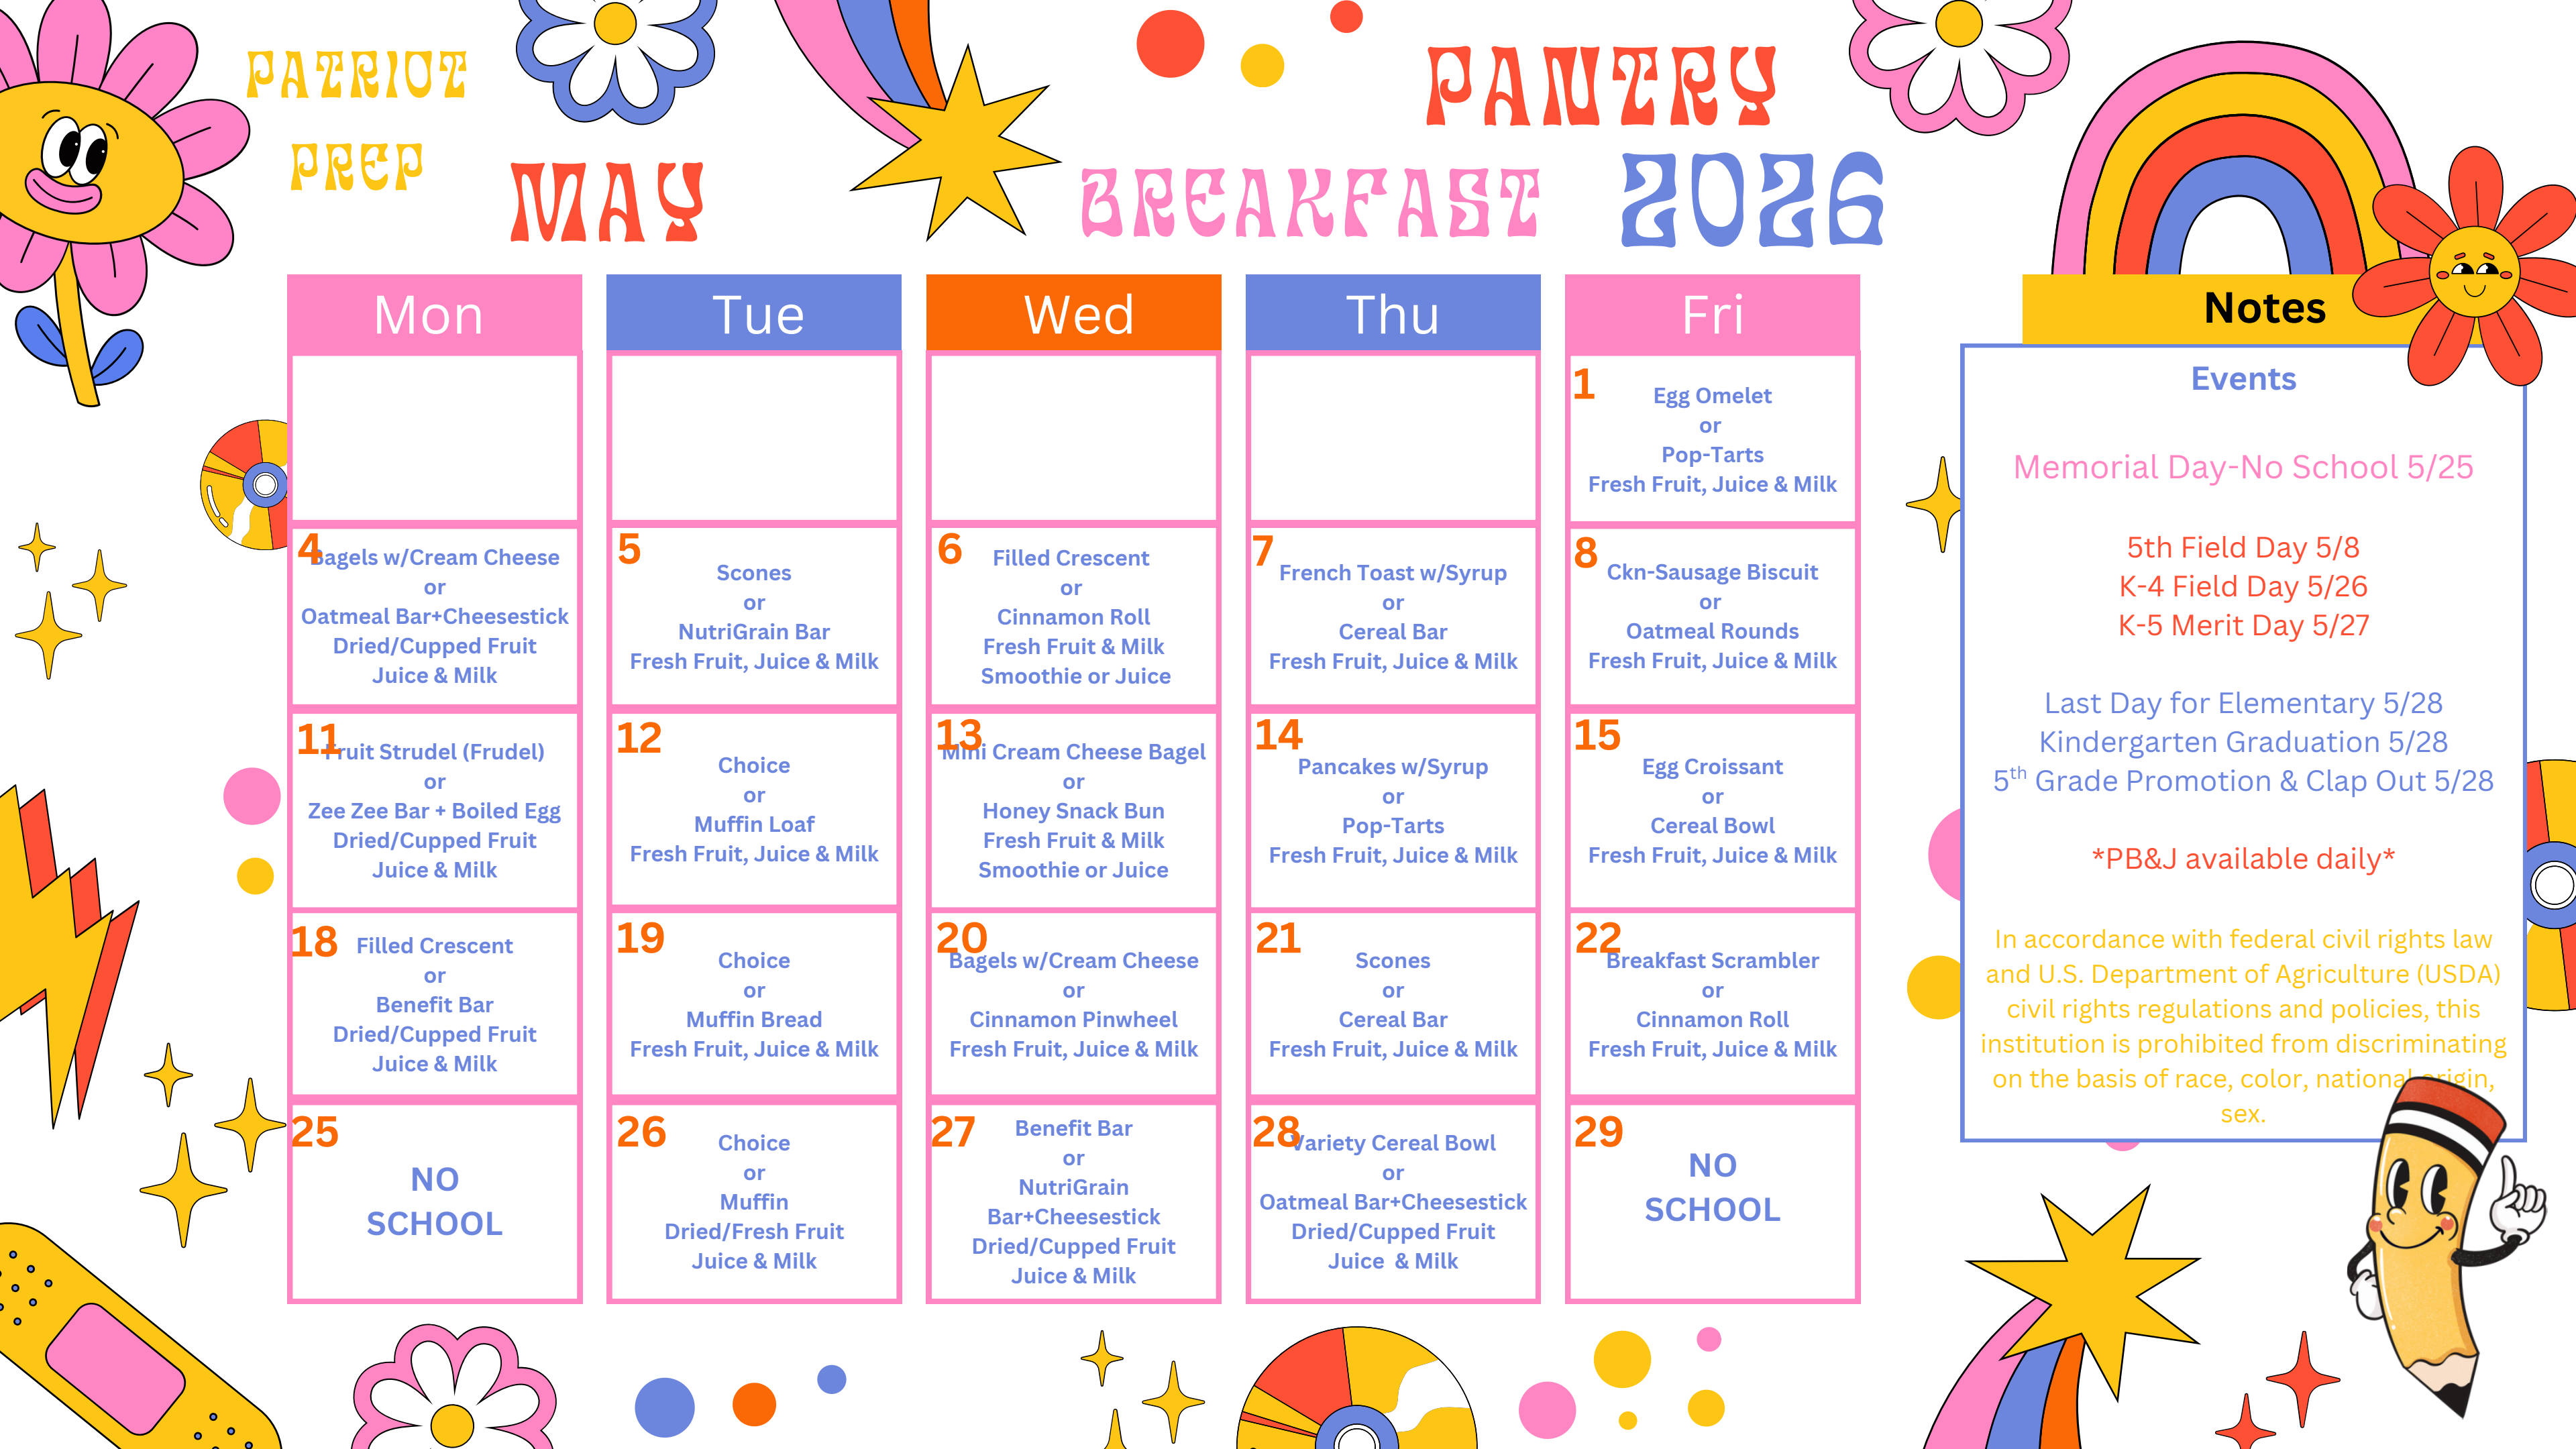 PATRIOT
PREP
MAY
PANTRY
BREAKFAST 2026
Mon
Tue
Wed
Thu
Fri
1
Egg Omelet
or
Pop-Tarts
Fresh Fruit, Juice & Milk
4
Bagels w/Cream Cheese
or
Oatmeal Bar+Cheesestick
Dried/Cupped Fruit
Juice & Milk
5
Scones
or
NutriGrain Bar
Fresh Fruit, Juice & Milk
6
Filled Crescent
or
Cinnamon Roll
Fresh Fruit & Milk
Smoothie or Juice
7
French Toast w/Syrup
or
Cereal Bar
Fresh Fruit, Juice & Milk
8
Ckn-Sausage Biscuit
or
Oatmeal Rounds
Fresh Fruit, Juice & Milk
11
Fruit Strudel (Frudel)
or
Zee Zee Bar + Boiled Egg
Dried/Cupped Fruit
Juice & Milk
12
Choice
or
Muffin Loaf
Fresh Fruit, Juice & Milk
13
Mini Cream Cheese Bagel
or
Honey Snack Bun
Fresh Fruit & Milk
Smoothie or Juice
14
Pancakes w/Syrup
or
Pop-Tarts
Fresh Fruit, Juice & Milk
15
Egg Croissant
or
Cereal Bowl
Fresh Fruit, Juice & Milk
18
Filled Crescent
or
Benefit Bar
Dried/Cupped Fruit
Juice & Milk
19
Choice
or
Muffin Bread
Fresh Fruit, Juice & Milk
20
Bagels w/Cream Cheese
or
Cinnamon Pinwheel
Fresh Fruit, Juice & Milk
21
Scones
or
Cereal Bar
Fresh Fruit, Juice & Milk
22
Breakfast Scrambler
or
Cinnamon Roll
Fresh Fruit, Juice & Milk
25
NO
SCHOOL
26
Choice
or
Muffin
Dried/Fresh Fruit
Juice & Milk
27
Benefit Bar
or
NutriGrain
Bar+Cheesestick
Dried/Cupped Fruit
Juice & Milk
28
Variety Cereal Bowl
or
Oatmeal Bar+Cheesestick
Dried/Cupped Fruit
Juice & Milk
29
NO
SCHOOL
Notes
Events
Memorial Day-No School 5/25
5th Field Day 5/8
K-4 Field Day 5/26
K-5 Merit Day 5/27
Last Day for Elementary 5/28
Kindergarten Graduation 5/28
5th Grade Promotion & Clap Out 5/28
*PB&J available daily*
In accordance with federal civil rights law
and U.S. Department of Agriculture (USDA)
civil rights regulations and policies, this
institution is prohibited from discriminating
on the basis of race, color, national origin,
sex.